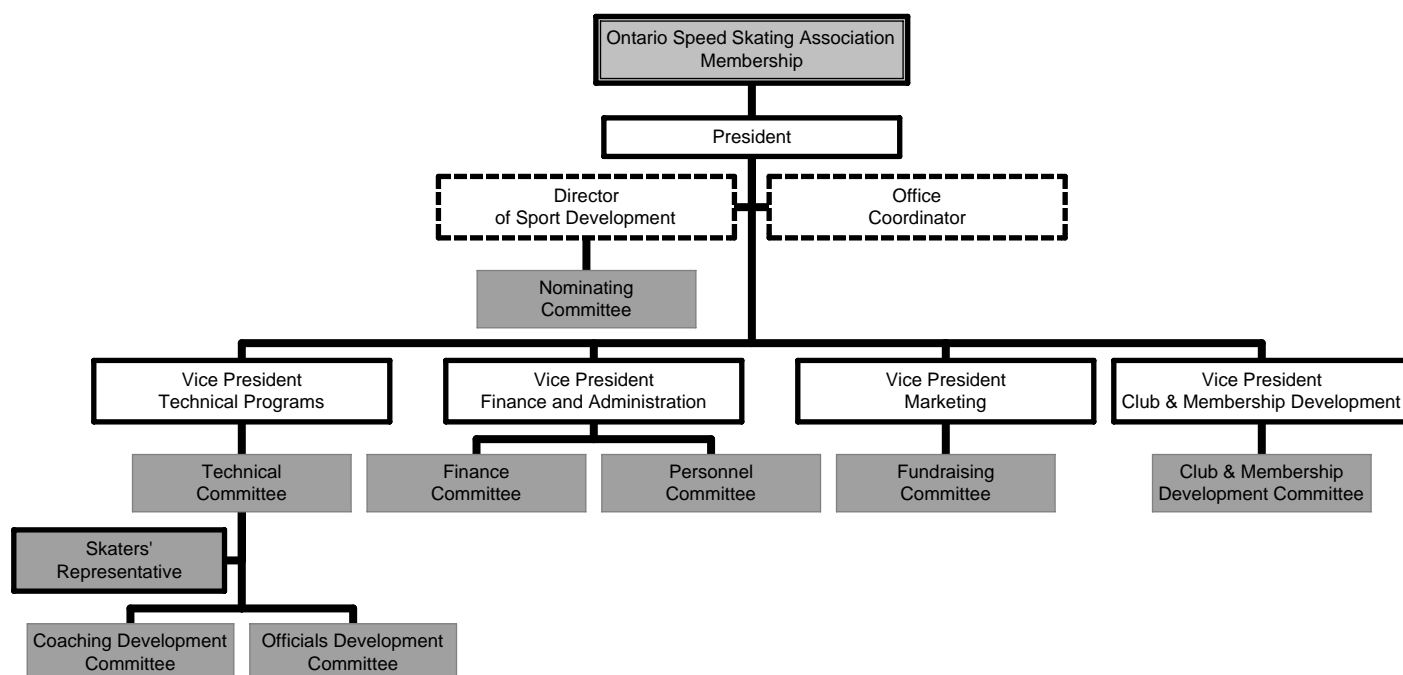 Ontario Speed Skating Association
Membership
President
Director
of Sport Development
Office
Coordinator
Nominating
Committee
Vice President
Technical Programs
Vice President
Finance and Administration
Vice President
Marketing
Vice President
Club & Membership Development
Technical
Committee
Finance
Committee
Personnel
Committee
Fundraising
Committee
Club & Membership
Development Committee
Skaters'
Representative
Coaching Development
Committee
Officials Development
Committee